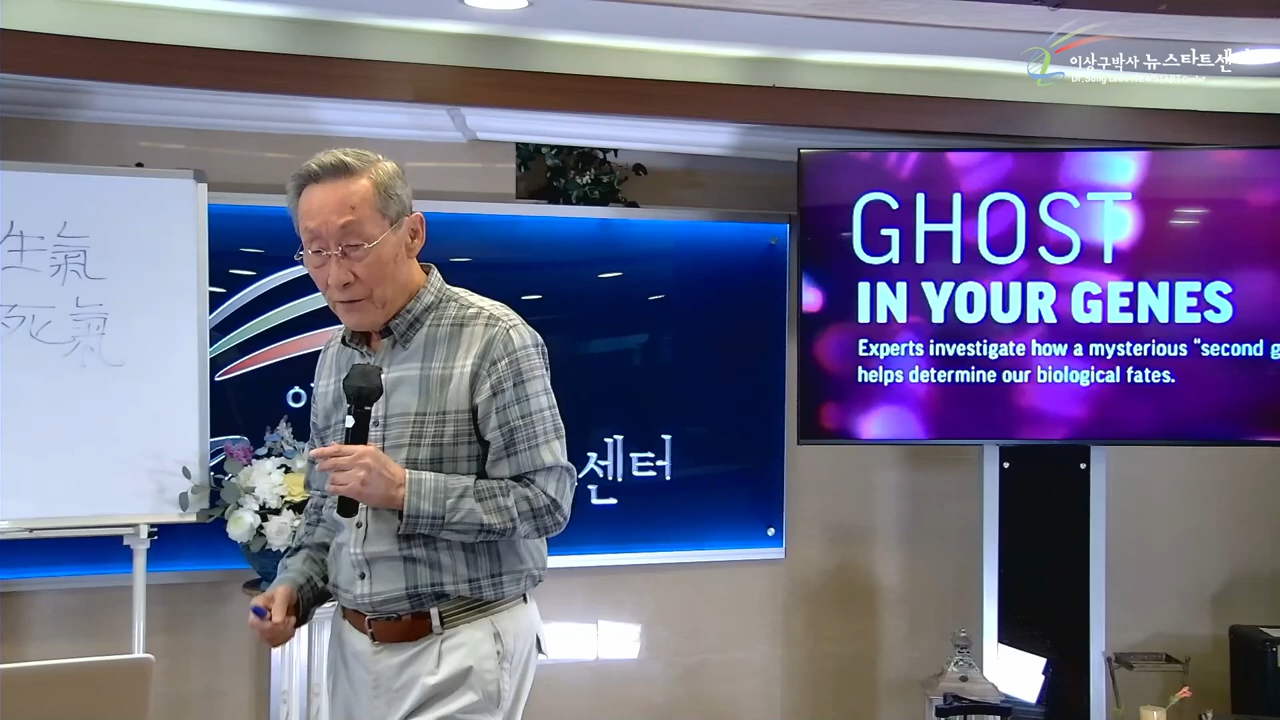 이상구박사 뉴스타트센
生氣
死氣
GHOST
IN YOUR GENES
Experts investigate how a mysterious "second g
helps determine our biological fates.
센터